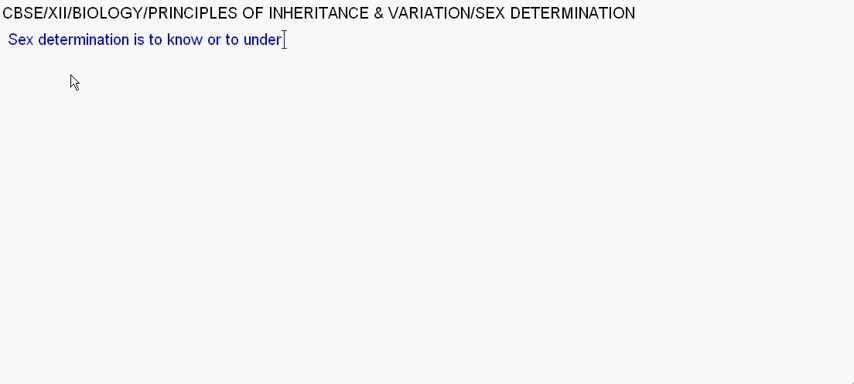 CBSE/XII/BIOLOGY/PRINCIPLES OF INHERITANCE & VARIATION/SEX DETERMINATION
Sex determination is to know or to under